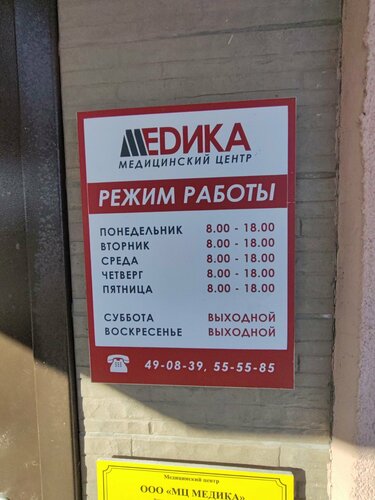 МЕДИКА
МЕДИЦИНСКИЙ ЦЕНТР
РЕЖИМ РАБОТЫ
ПОНЕДЕЛЬНИК 8.00 - 18.00
ВТОРНИК 8.00 - 18.00
СРЕДА 8.00 - 18.00
ЧЕТВЕРГ 8.00 - 18.00
ПЯТНИЦА 8.00 - 18.00
СУББОТА ВЫХОДНОЙ
ВОСКРЕСЕНЬЕ ВЫХОДНОЙ
49-08-39, 55-55-85
Медицинский центр
ООО «МЦ МЕДИКА»